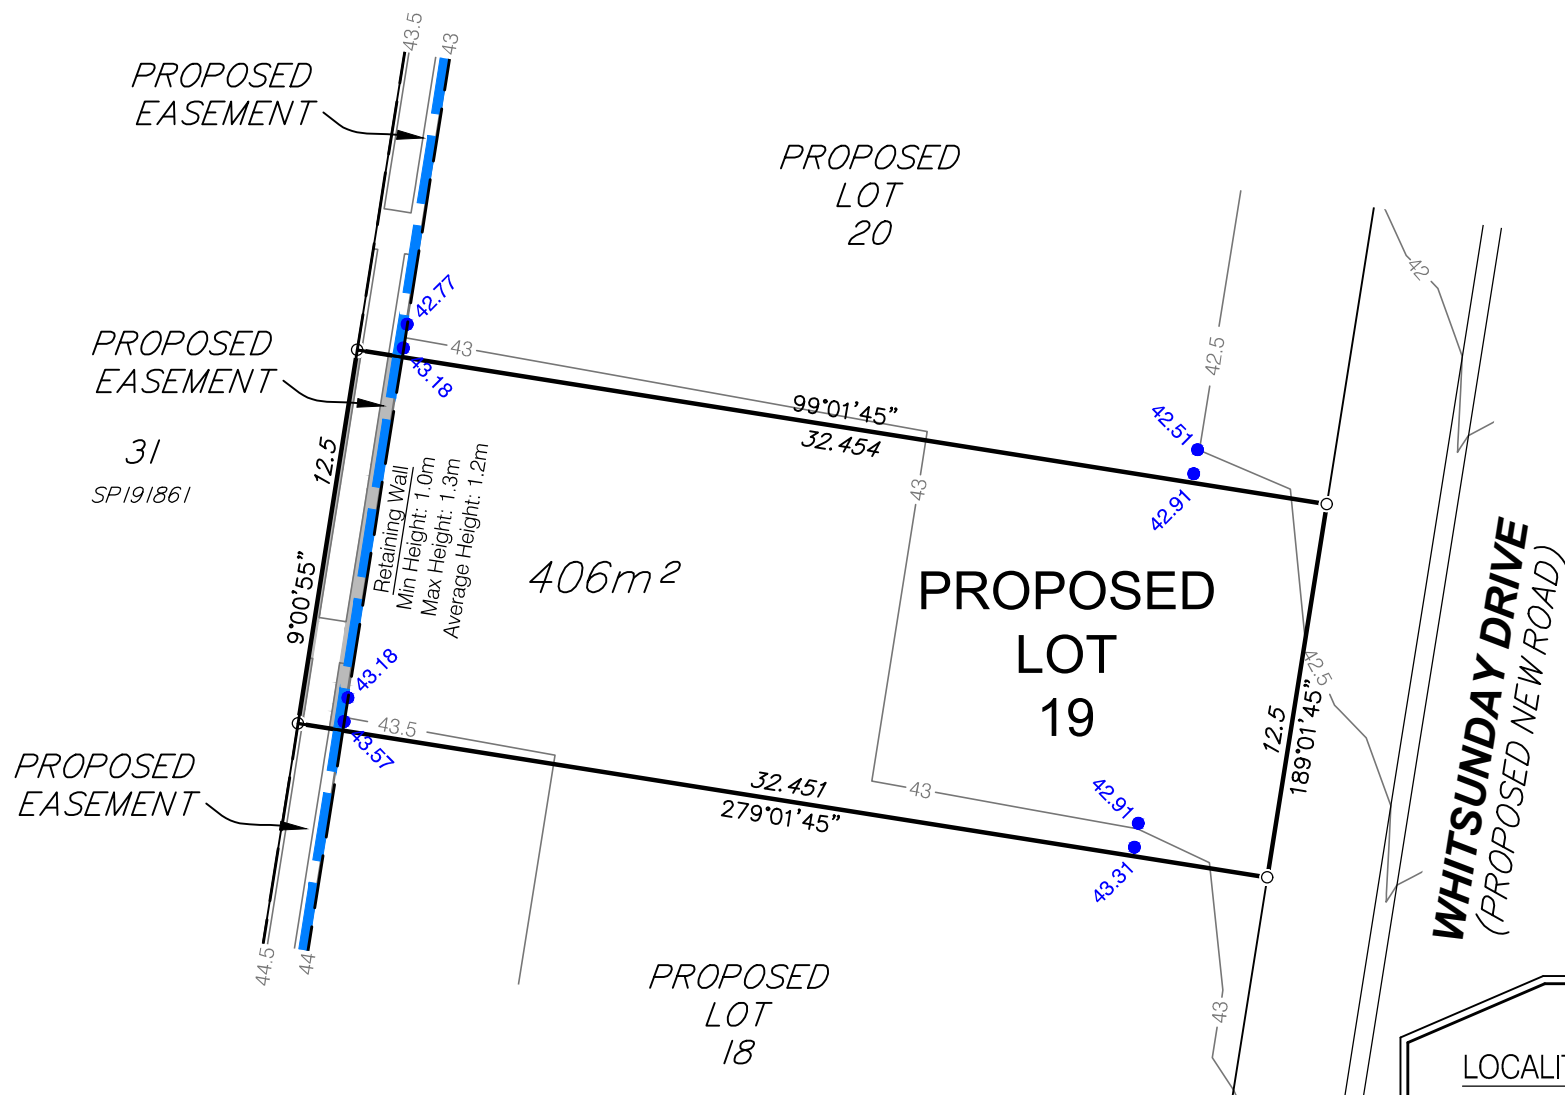 43.5
43
PROPOSED
EASEMENT
PROPOSED
LOT
20
42
42.77
43.18
43
42.5
PROPOSED
EASEMENT
99°01'45"
32.454
42.51
42.91
31
SP191861
12.5
9°00'55"
Retaining Wall
Min Height: 1.0m
Max Height: 1.3m
Average Height: 1.2m
406m²
43
PROPOSED
LOT
19
WHITSUNDAY DRIVE
(PROPOSED NEW ROAD)
42.5
12.5
189°01'45"
43.18
43.57
43.5
PROPOSED
EASEMENT
32.451
279°01'45"
43
42.91
43.31
44.5
44
PROPOSED
LOT
18
43